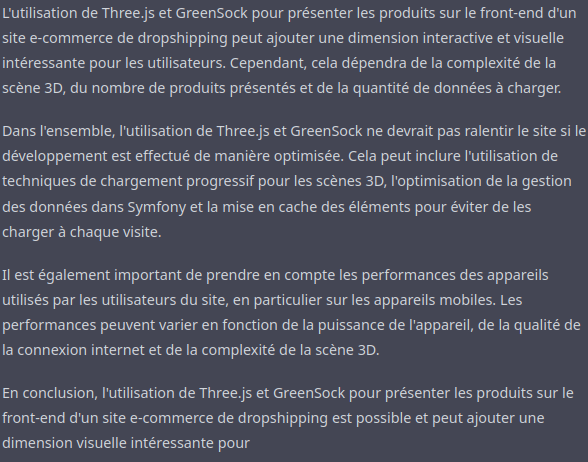 L'utilisation de Three.js et GreenSock pour présenter les produits sur le front-end d'un
site e-commerce de dropshipping peut ajouter une dimension interactive et visuelle
intéressante pour les utilisateurs. Cependant, cela dépendra de la complexité de la
scène 3D, du nombre de produits présentés et de la quantité de données à charger.
Dans l'ensemble, l'utilisation de Three.js et GreenSock ne devrait pas ralentir le site si le
développement est effectué de manière optimisée. Cela peut inclure l'utilisation de
techniques de chargement progressif pour les scènes 3D, l'optimisation de la gestion
des données dans Symfony et la mise en cache des éléments pour éviter de les
charger à chaque visite.
Il est également important de prendre en compte les performances des appareils
utilisés par les utilisateurs du site, en particulier sur les appareils mobiles. Les
performances peuvent varier en fonction de la puissance de l'appareil, de la qualité de
la connexion internet et de la complexité de la scène 3D.
En conclusion, l'utilisation de Three.js et GreenSock pour présenter les produits sur le
front-end d'un site e-commerce de dropshipping est possible et peut ajouter une
dimension visuelle intéressante pour